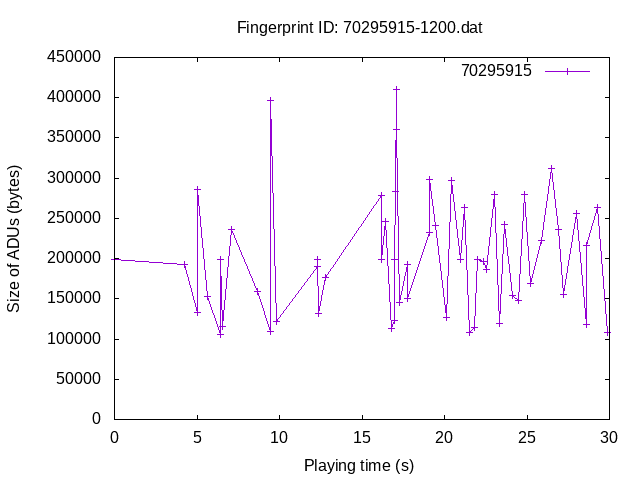 Fingerprint ID: 70295915-1200.dat
450000
400000
350000
300000
250000
200000
150000
100000
50000
0
70295915
Size of ADUs (bytes)
0 5 10 15 20 25 30
Playing time (s)